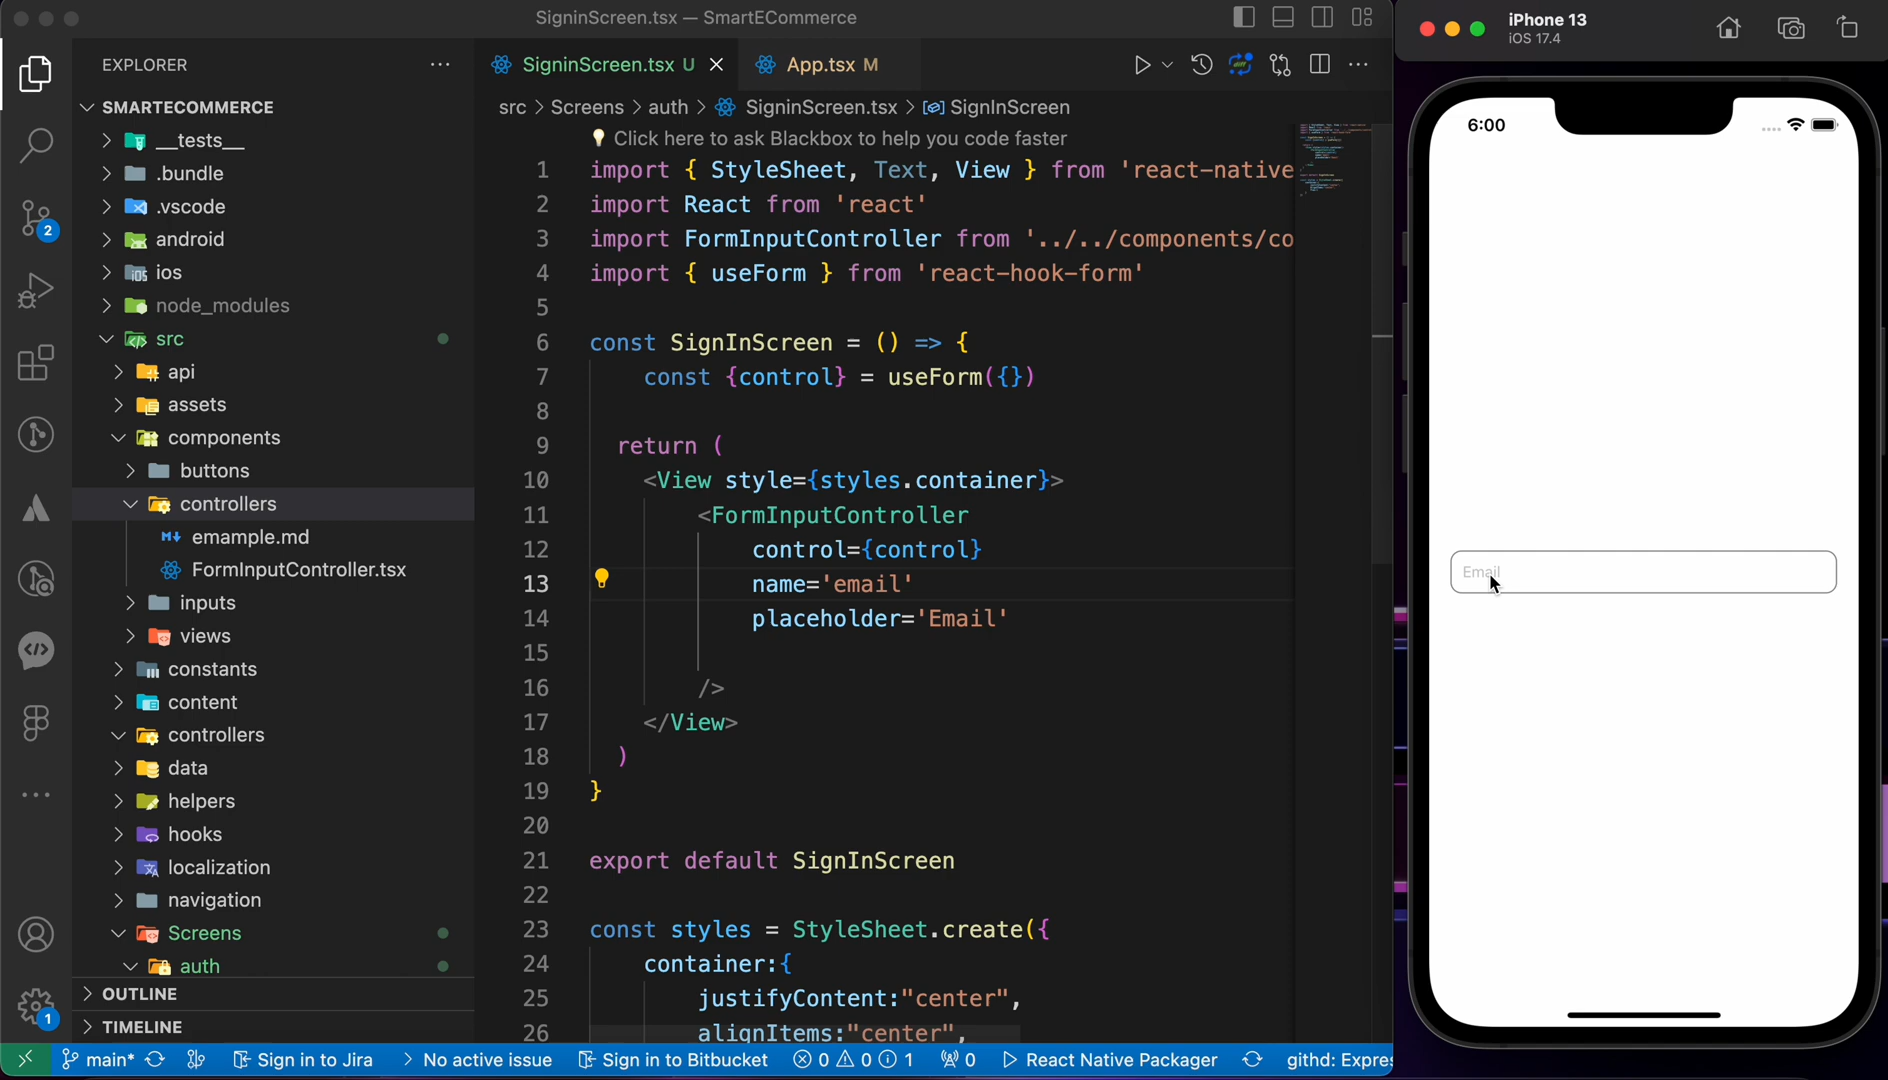 SigninScreen.tsx — SmartECommerce
EXPLORER
SMARTECOMMERCE
__tests__
.bundle
.vscode
android
ios
node_modules
src
api
assets
components
buttons
controllers
emample.md
FormInputController.tsx
inputs
views
constants
content
controllers
data
helpers
hooks
localization
navigation
Screens
auth
OUTLINE
TIMELINE
2
1
SigninScreen.tsx U
App.tsx M
src > Screens > auth > SigninScreen.tsx > SignInScreen
Click here to ask Blackbox to help you code faster
1 import { StyleSheet, Text, View } from 'react-native
2 import React from 'react'
3 import FormInputController from '../../components/co
4 import { useForm } from 'react-hook-form'
5
6 const SignInScreen = () => {
7 const {control} = useForm({})
8
9 return (
10 <View style={styles.container}>
11 <FormInputController
12 control={control}
13 name='email'
14 placeholder='Email'
15
16 />
17 </View>
18 )
19 }
20
21 export default SignInScreen
22
23 const styles = StyleSheet.create({
24 container:{
25 justifyContent:"center",
26 alignItems:"center",
main* Sign in to Jira > No active issue Sign in to Bitbucket 0 0 1 0 React Native Packager githd: Expres
iPhone 13
iOS 17.4
6:00
Email